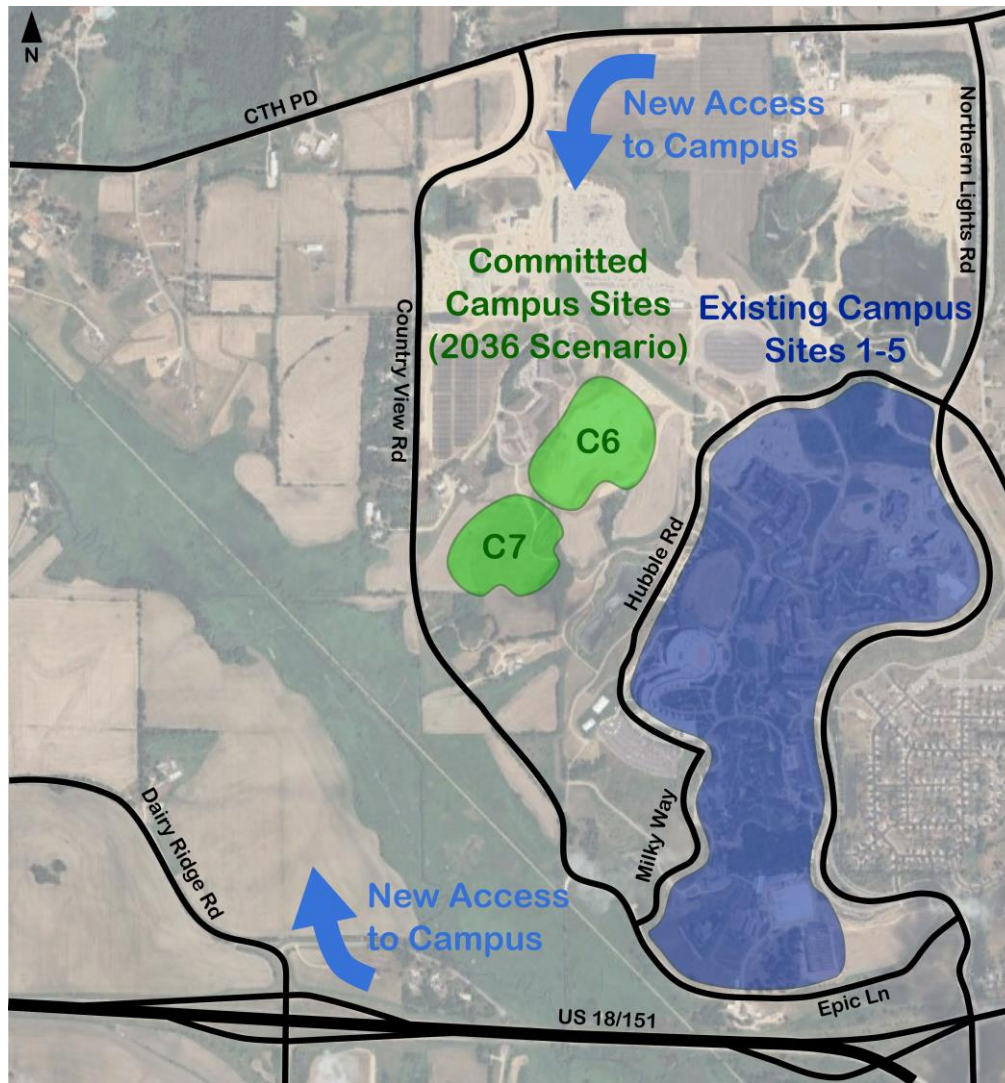 N
CTH PD
New Access
to Campus
Northern Lights Rd
Committed
Campus Sites
(2036 Scenario)
Existing Campus
Sites 1-5
Country View Rd
C6
C7
Hubble Rd
Milky Way
Dairy Ridge Rd
New Access
to Campus
Epic Ln
US 18/151